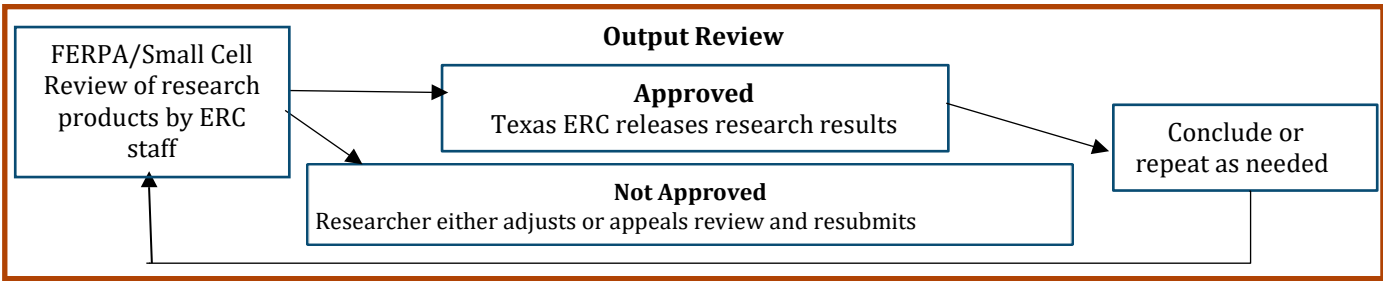 Output Review
FERPA/Small Cell
Review of research
products by ERC
staff
Approved
Texas ERC releases research results
Not Approved
Researcher either adjusts or appeals review and resubmits
Conclude or
repeat as needed